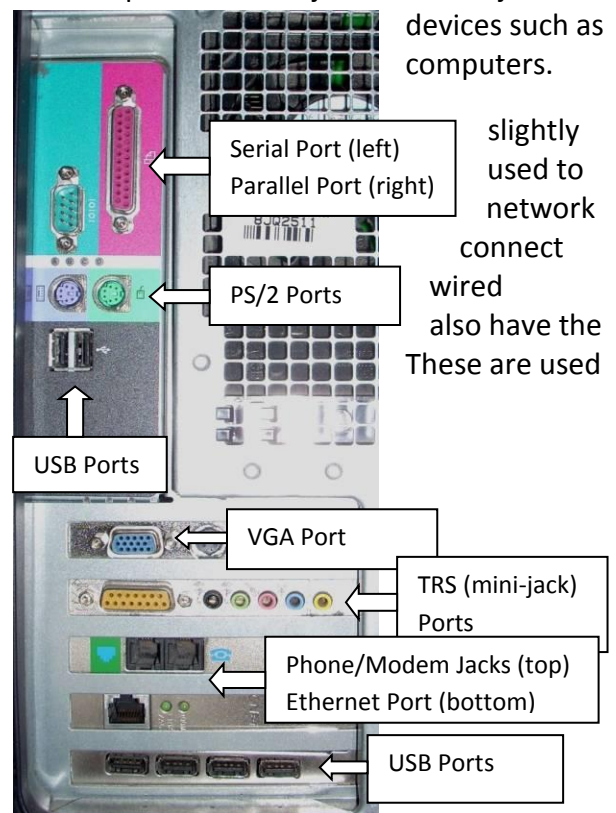 devices such as
computers.
slightly
used to
network
connect
wired
also have the
These are used
Serial Port (left)
Parallel Port (right)
8JQ2511
10101
PS/2 Ports
USB Ports
VGA Port
TRS (mini-jack)
Ports
Phone/Modem Jacks (top)
Ethernet Port (bottom)
USB Ports